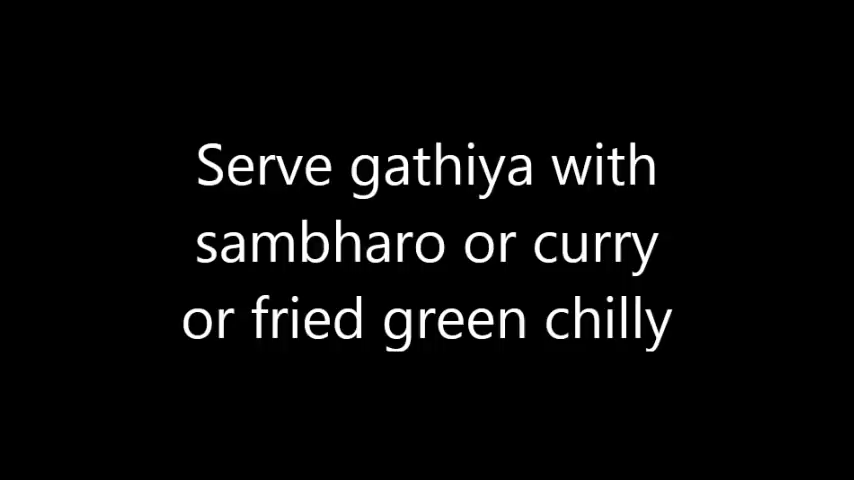 Serve gathiya with
sambharo or curry
or fried green chilly